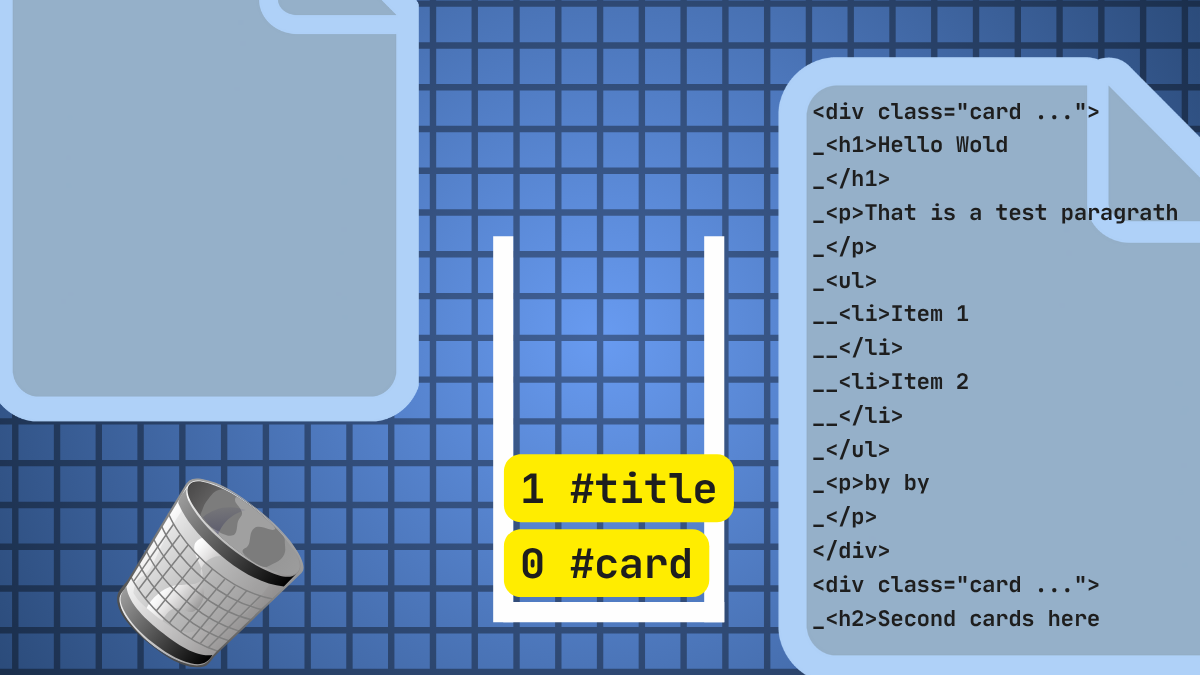 1 #title
0 #card
<div class="card ...">
_<h1>Hello Wold
_</h1>
_<p>That is a test paragrath
_</p>
_<ul>
__<li>Item 1
__</li>
__<li>Item 2
__</li>
_</ul>
_<p>by by
_</p>
</div>
<div class="card ...">
_<h2>Second cards here